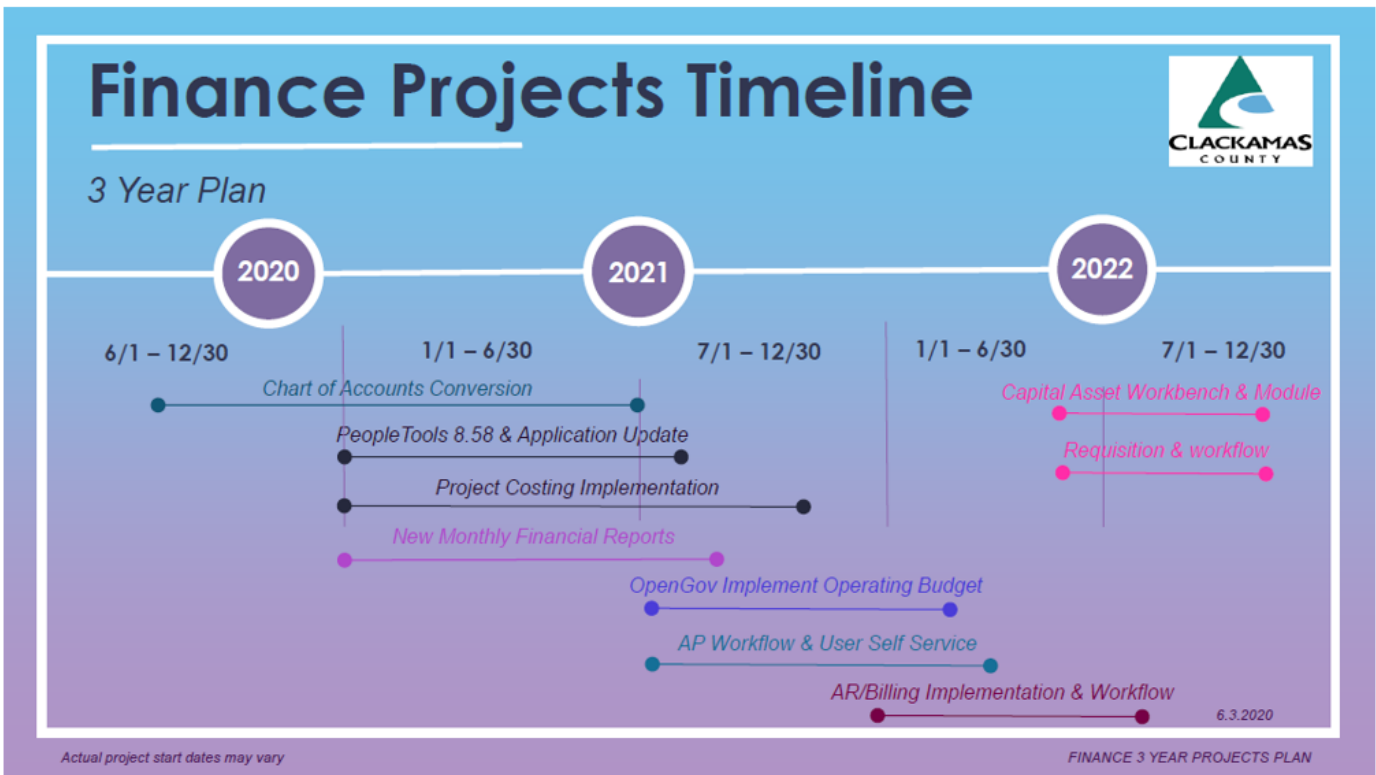 Finance Projects Timeline
CLACKAMAS
COUNTY
3 Year Plan
2020
2021
2022
6/1 – 12/30
1/1 – 6/30
7/1 – 12/30
1/1 – 6/30
7/1 – 12/30
Chart of Accounts Conversion
Capital Asset Workbench & Module
PeopleTools 8.58 & Application Update
Requisition & workflow
Project Costing Implementation
New Monthly Financial Reports
OpenGov Implement Operating Budget
AP Workflow & User Self Service
AR/Billing Implementation & Workflow
6.3.2020
Actual project start dates may vary
FINANCE 3 YEAR PROJECTS PLAN